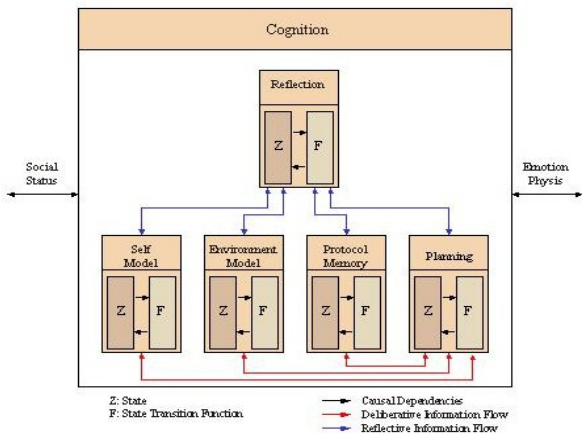 Cognition
Reflection
Z F
Social
Status
Emotion
Physis
Self
Model
Environment
Model
Protocol
Memory
Planning
Z F
Z F
Z F
Z F
Z: State
F: State Transition Function
Causal Dependencies
Deliberative Information Flow
Reflective Information Flow